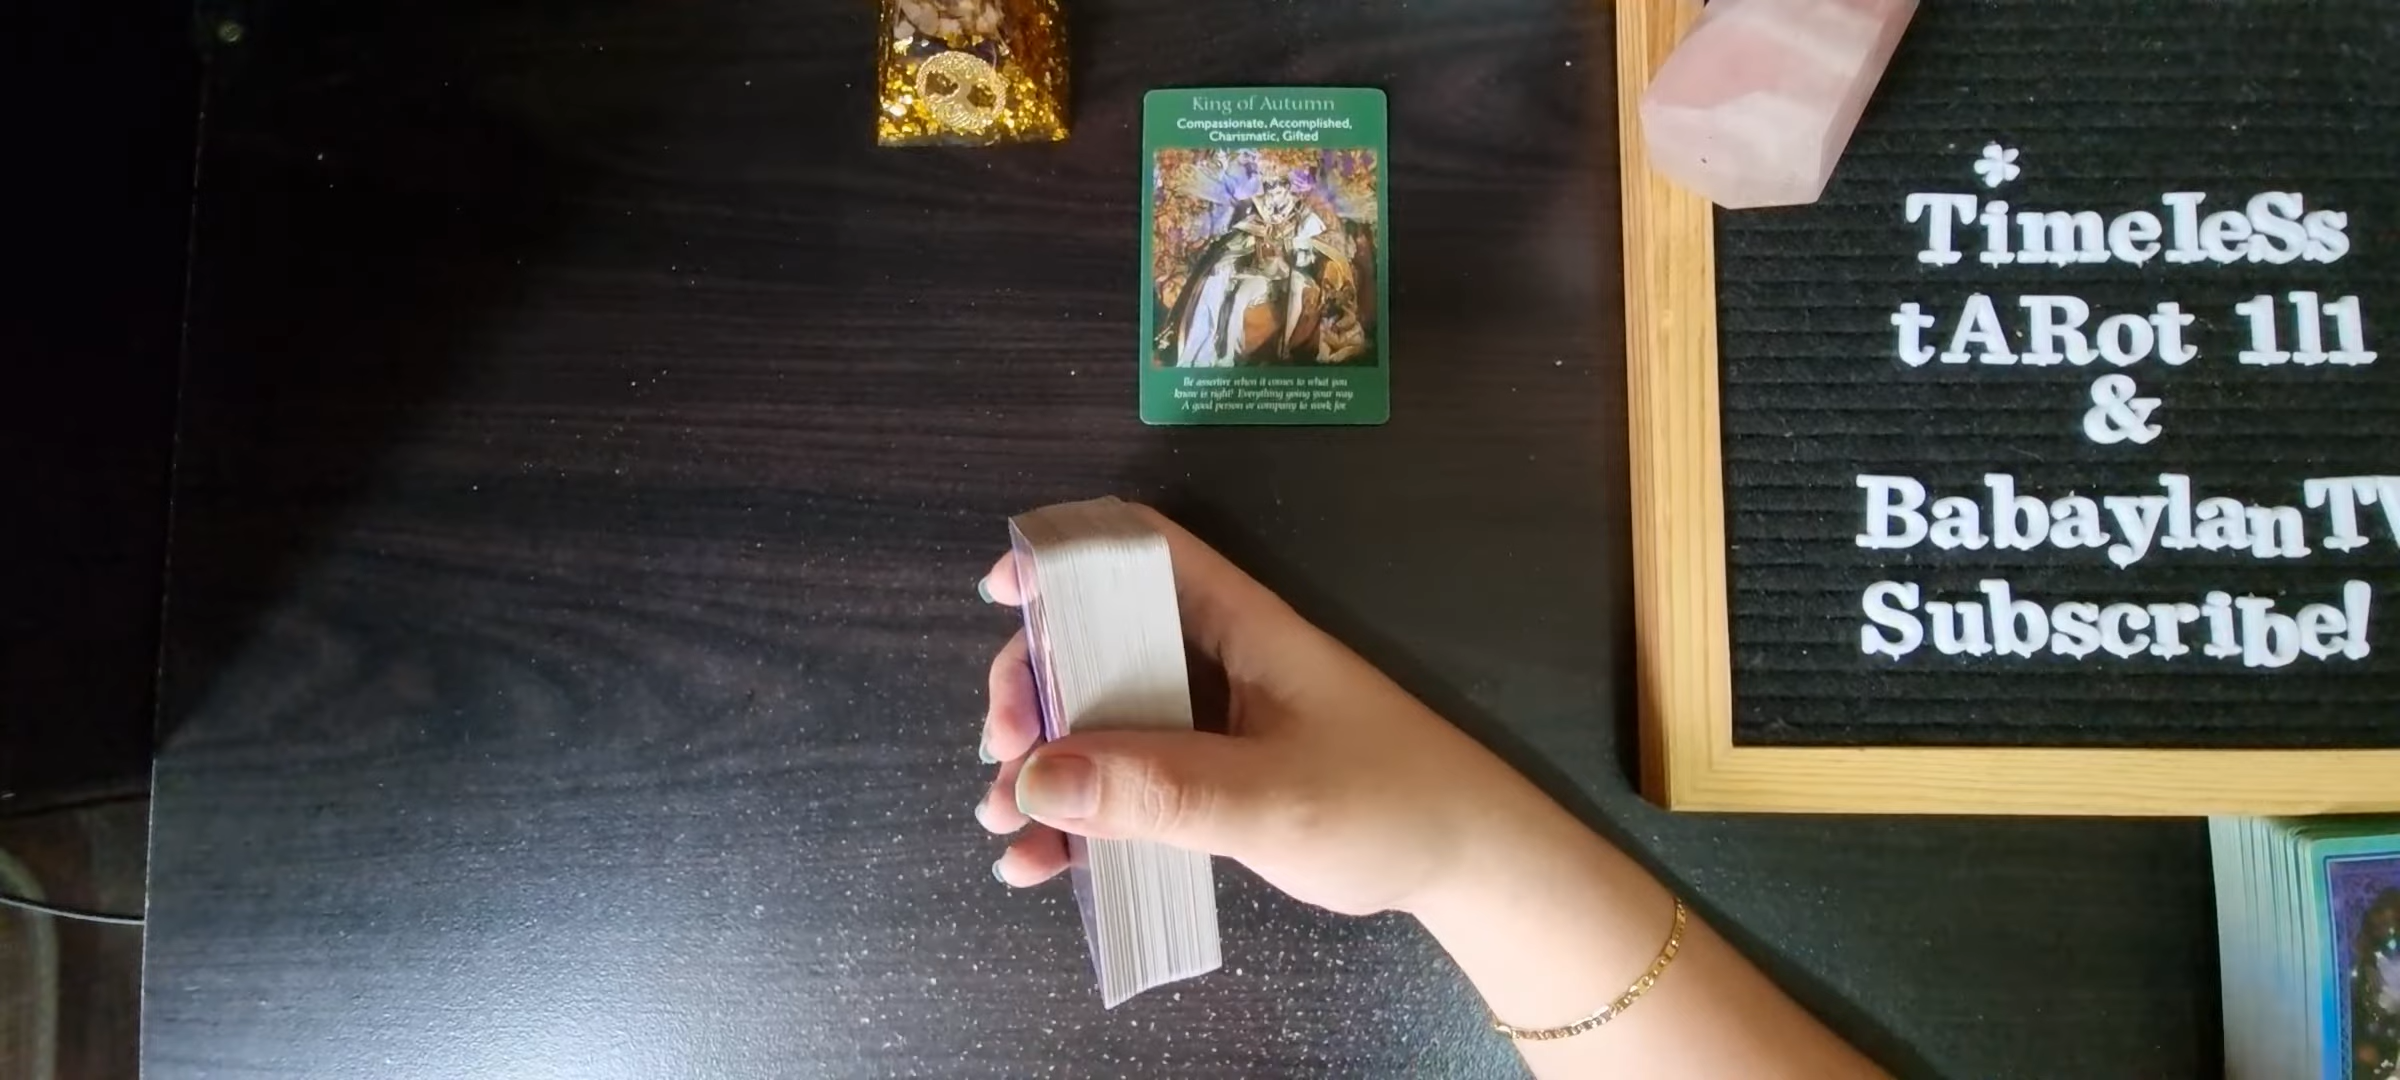 King of Autumn
Compassionate, Accomplished,
Charismatic, Gifted
Be assertive when it comes to what you
know is right! Everything going your way.
A good person or company to work for
*
TimeleSs
tARot 111
&
BabaylanTV
Subscribe!